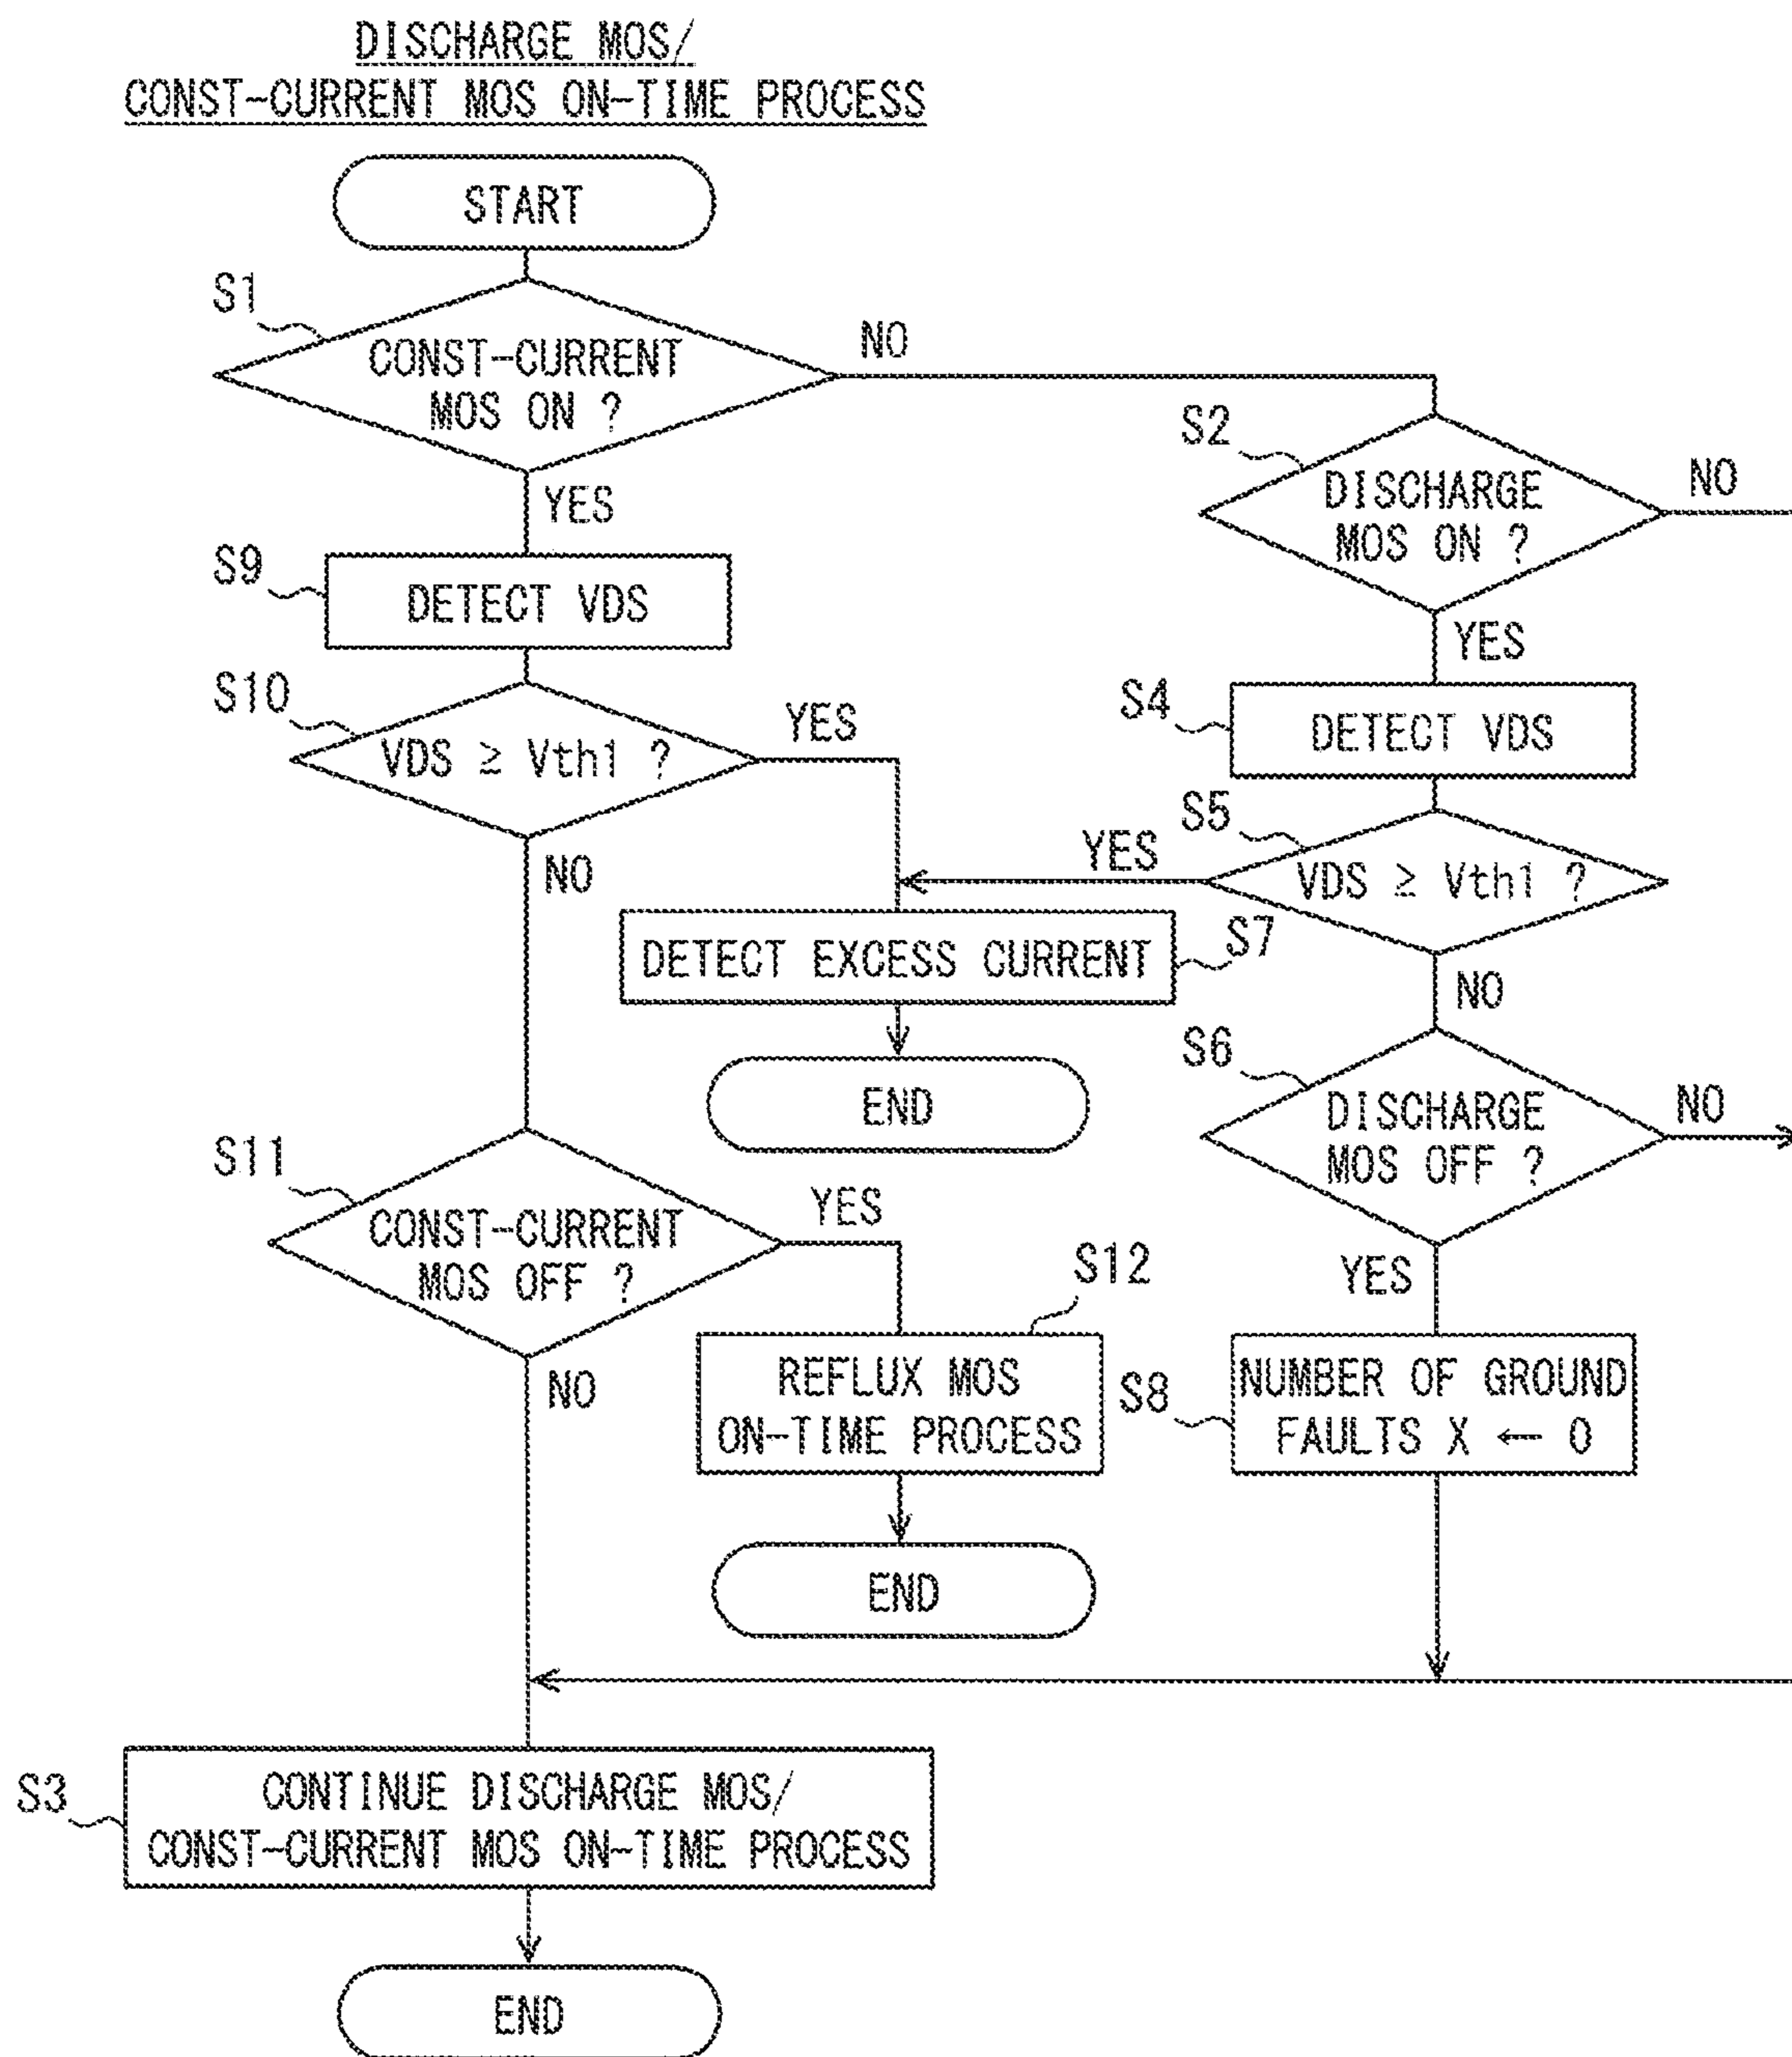 DISCHARGE MOS/
CONST-CURRENT MOS ON-TIME PROCESS
START
S1
CONST-CURRENT
MOS ON ?
NO
YES
S2
DISCHARGE
MOS ON ?
NO
YES
S9
DETECT VDS
S10
VDS ≥ Vth1 ?
YES
NO
S4
DETECT VDS
S5
VDS ≥ Vth1 ?
YES
NO
DETECT EXCESS CURRENT
S7
END
S6
DISCHARGE
MOS OFF ?
NO
YES
S11
CONST-CURRENT
MOS OFF ?
YES
NO
S12
REFLUX MOS
ON-TIME PROCESS
END
S8
NUMBER OF GROUND
FAULTS X ← 0
S3
CONTINUE DISCHARGE MOS/
CONST-CURRENT MOS ON-TIME PROCESS
END